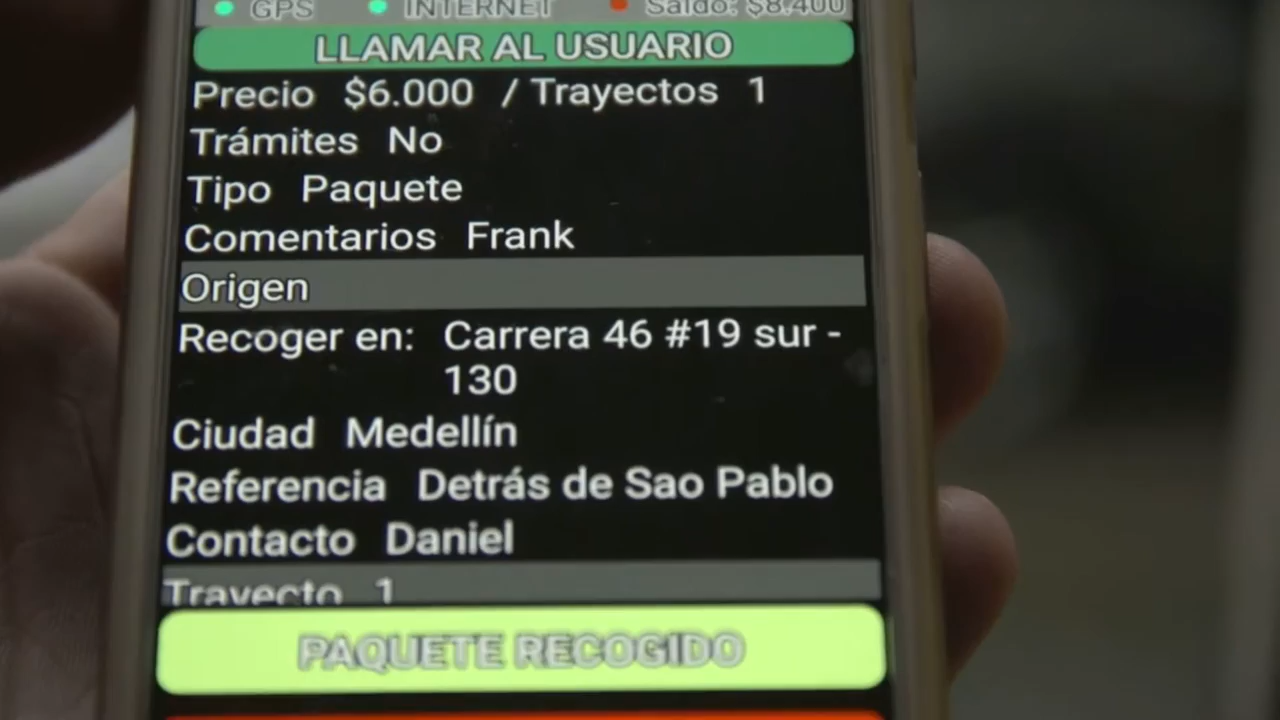 GPS INTERNET Saldo: $8.400
LLAMAR AL USUARIO
Precio $6.000 / Trayectos 1
Trámites No
Tipo Paquete
Comentarios Frank
Origen
Recoger en: Carrera 46 #19 sur -
130
Ciudad Medellín
Referencia Detrás de Sao Pablo
Contacto Daniel
Trayecto 1
PAQUETE RECOGIDO